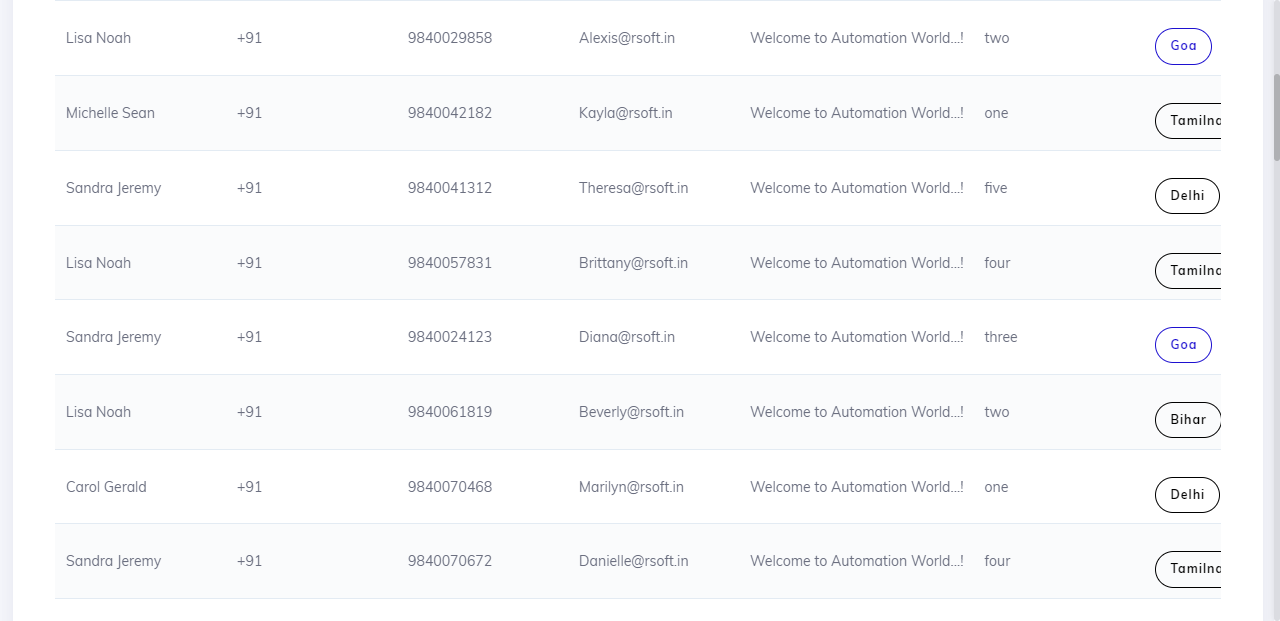 Lisa Noah +91 9840029858 Alexis@rsoft.in Welcome to Automation World...! two Goa
Michelle Sean +91 9840042182 Kayla@rsoft.in Welcome to Automation World...! one Tamilna
Sandra Jeremy +91 9840041312 Theresa@rsoft.in Welcome to Automation World...! five Delhi
Lisa Noah +91 9840057831 Brittany@rsoft.in Welcome to Automation World...! four Tamilna
Sandra Jeremy +91 9840024123 Diana@rsoft.in Welcome to Automation World...! three Goa
Lisa Noah +91 9840061819 Beverly@rsoft.in Welcome to Automation World...! two Bihar
Carol Gerald +91 9840070468 Marilyn@rsoft.in Welcome to Automation World...! one Delhi
Sandra Jeremy +91 9840070672 Danielle@rsoft.in Welcome to Automation World...! four Tamilna